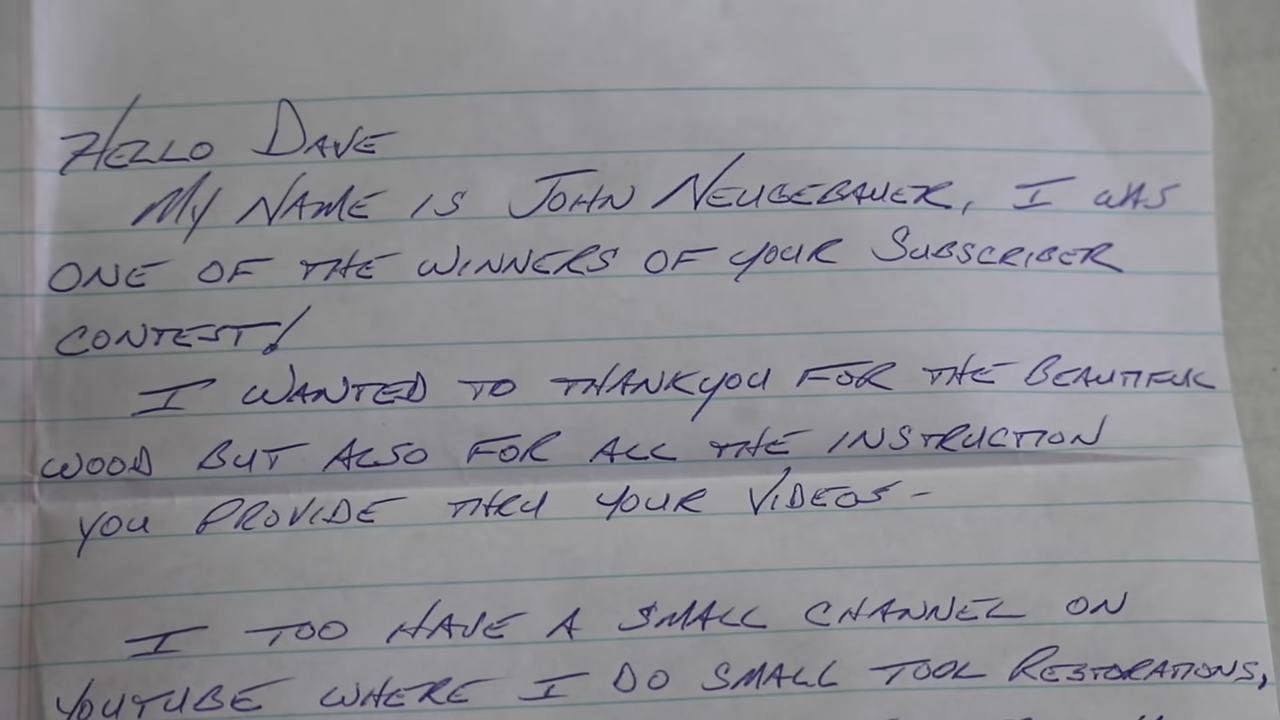 HELLO DAVE
MY NAME IS JOHN NEUGEBAUER, I WAS
ONE OF THE WINNERS OF YOUR SUBSCRIBER
CONTEST!
I WANTED TO THANKYOU FOR THE BEAUTIFUL
WOOD BUT ALSO FOR ALL THE INSTRUCTION
YOU PROVIDE THRU YOUR VIDEOS-
I TOO HAVE A SMALL CHANNEL ON
YOUTUBE WHERE I DO SMALL TOOL RESTORATIONS,